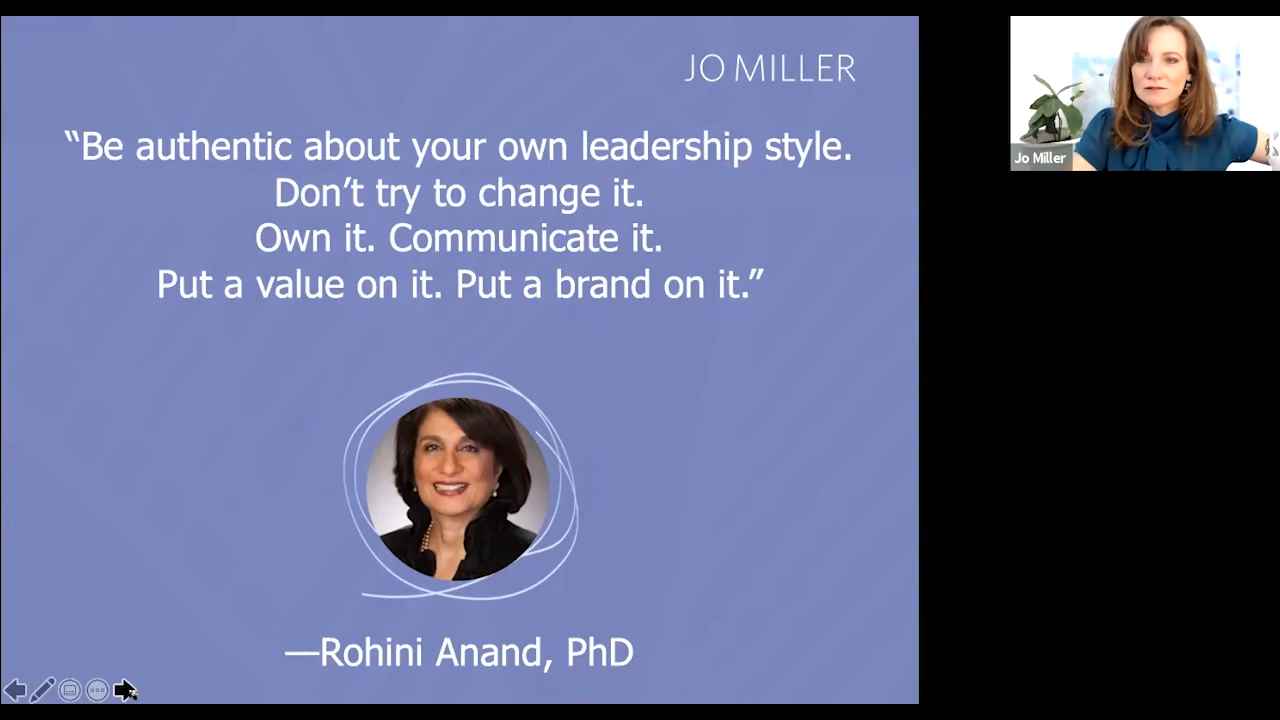 JO MILLER
“Be authentic about your own leadership style.
Don’t try to change it.
Own it. Communicate it.
Put a value on it. Put a brand on it.”
—Rohini Anand, PhD
Jo Miller